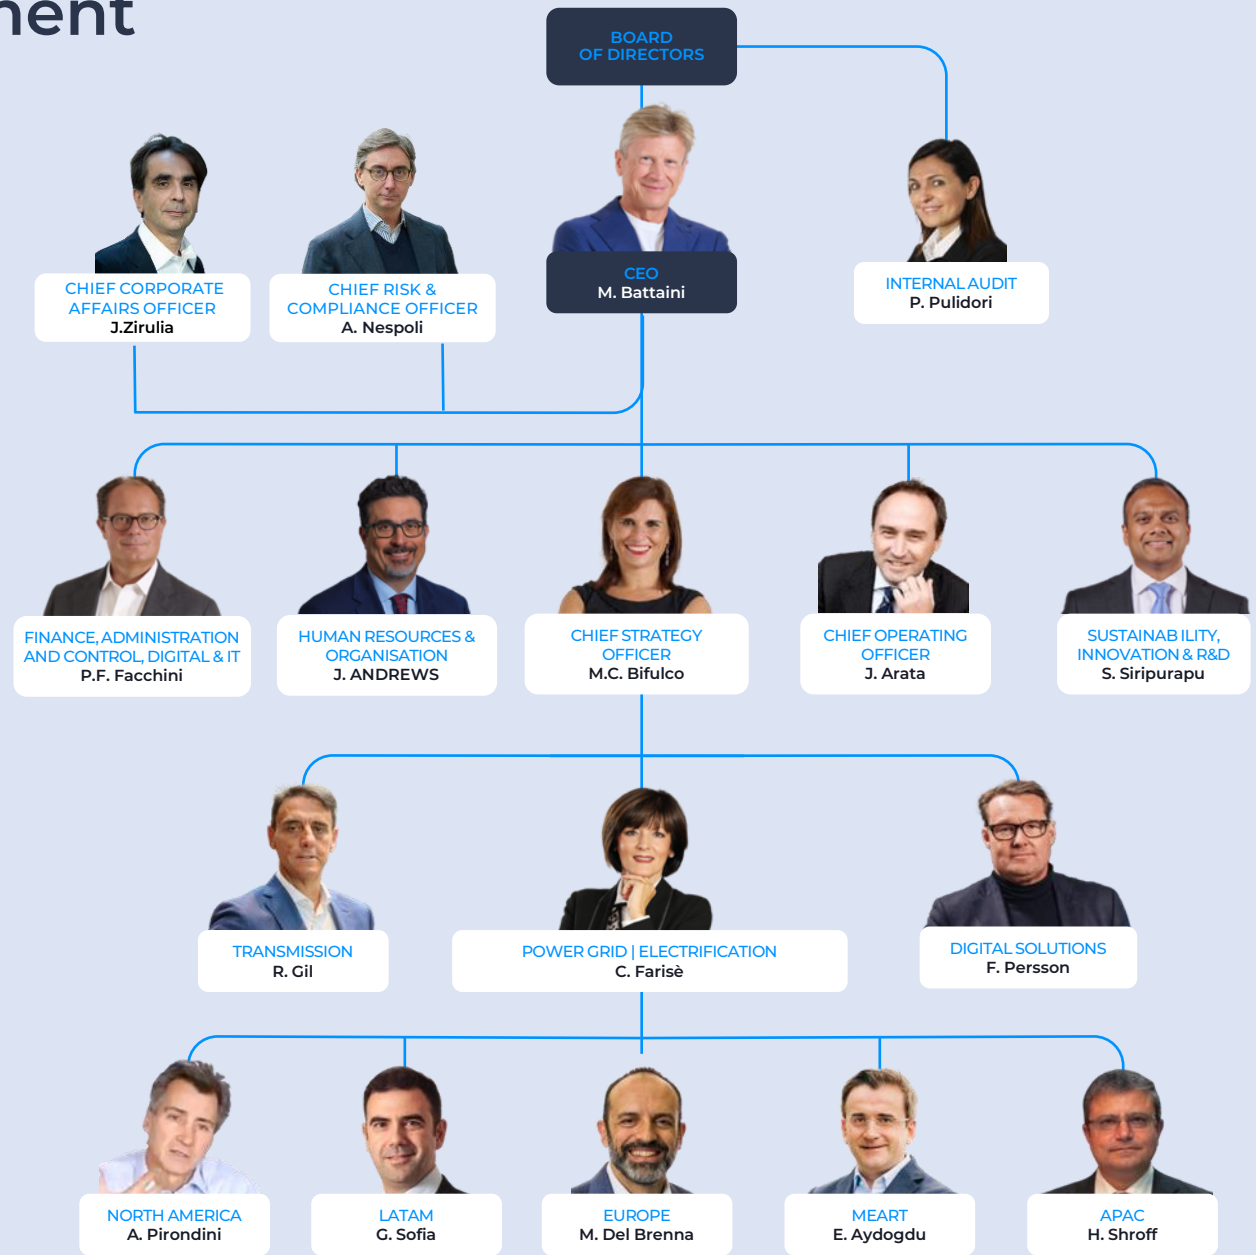 ment
BOARD
OF DIRECTORS
CHIEF CORPORATE
AFFAIRS OFFICER
J.Zirulia
CHIEF RISK &
COMPLIANCE OFFICER
A. Nespoli
CEO
M. Battaini
INTERNAL AUDIT
P. Pulidori
FINANCE, ADMINISTRATION
AND CONTROL, DIGITAL & IT
P.F. Facchini
HUMAN RESOURCES &
ORGANISATION
J. ANDREWS
CHIEF STRATEGY
OFFICER
M.C. Bifulco
CHIEF OPERATING
OFFICER
J. Arata
SUSTAINAB ILITY,
INNOVATION & R&D
S. Siripurapu
TRANSMISSION
R. Gil
POWER GRID | ELECTRIFICATION
C. Farisè
DIGITAL SOLUTIONS
F. Persson
NORTH AMERICA
A. Pirondini
LATAM
G. Sofia
EUROPE
M. Del Brenna
MEART
E. Aydogdu
APAC
H. Shroff